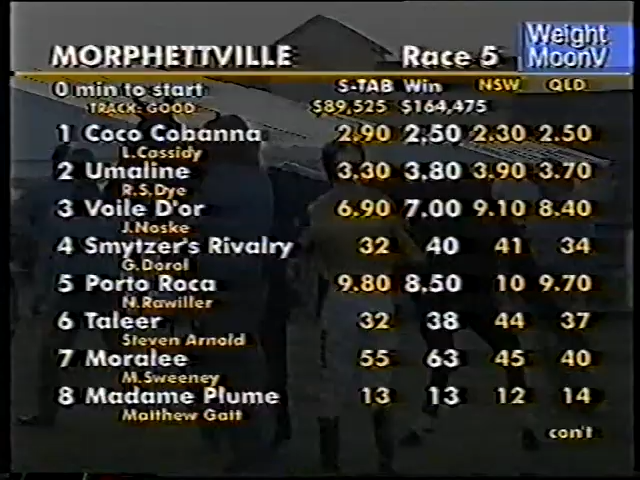 Weight
MoonV
MORPHETTVILLE Race 5
0 min to start S-TAB Win NSW QLD
TRACK: GOOD $89,525 $164,475
1 Coco Cobanna 2.90 2.50 2.30 2.50
L.Cassidy
2 Umaline 3.30 3.80 3.90 3.70
R.S.Dye
3 Voile D'or 6.90 7.00 9.10 8.40
J.Noske
4 Smytzer's Rivalry 32 40 41 34
G.Dorol
5 Porto Roca 9.80 8.50 10 9.70
N.Rawiller
6 Taleer 32 38 44 37
Steven Arnold
7 Moralee 55 63 45 40
M.Sweeney
8 Madame Plume 13 13 12 14
Matthew Gatt
con't